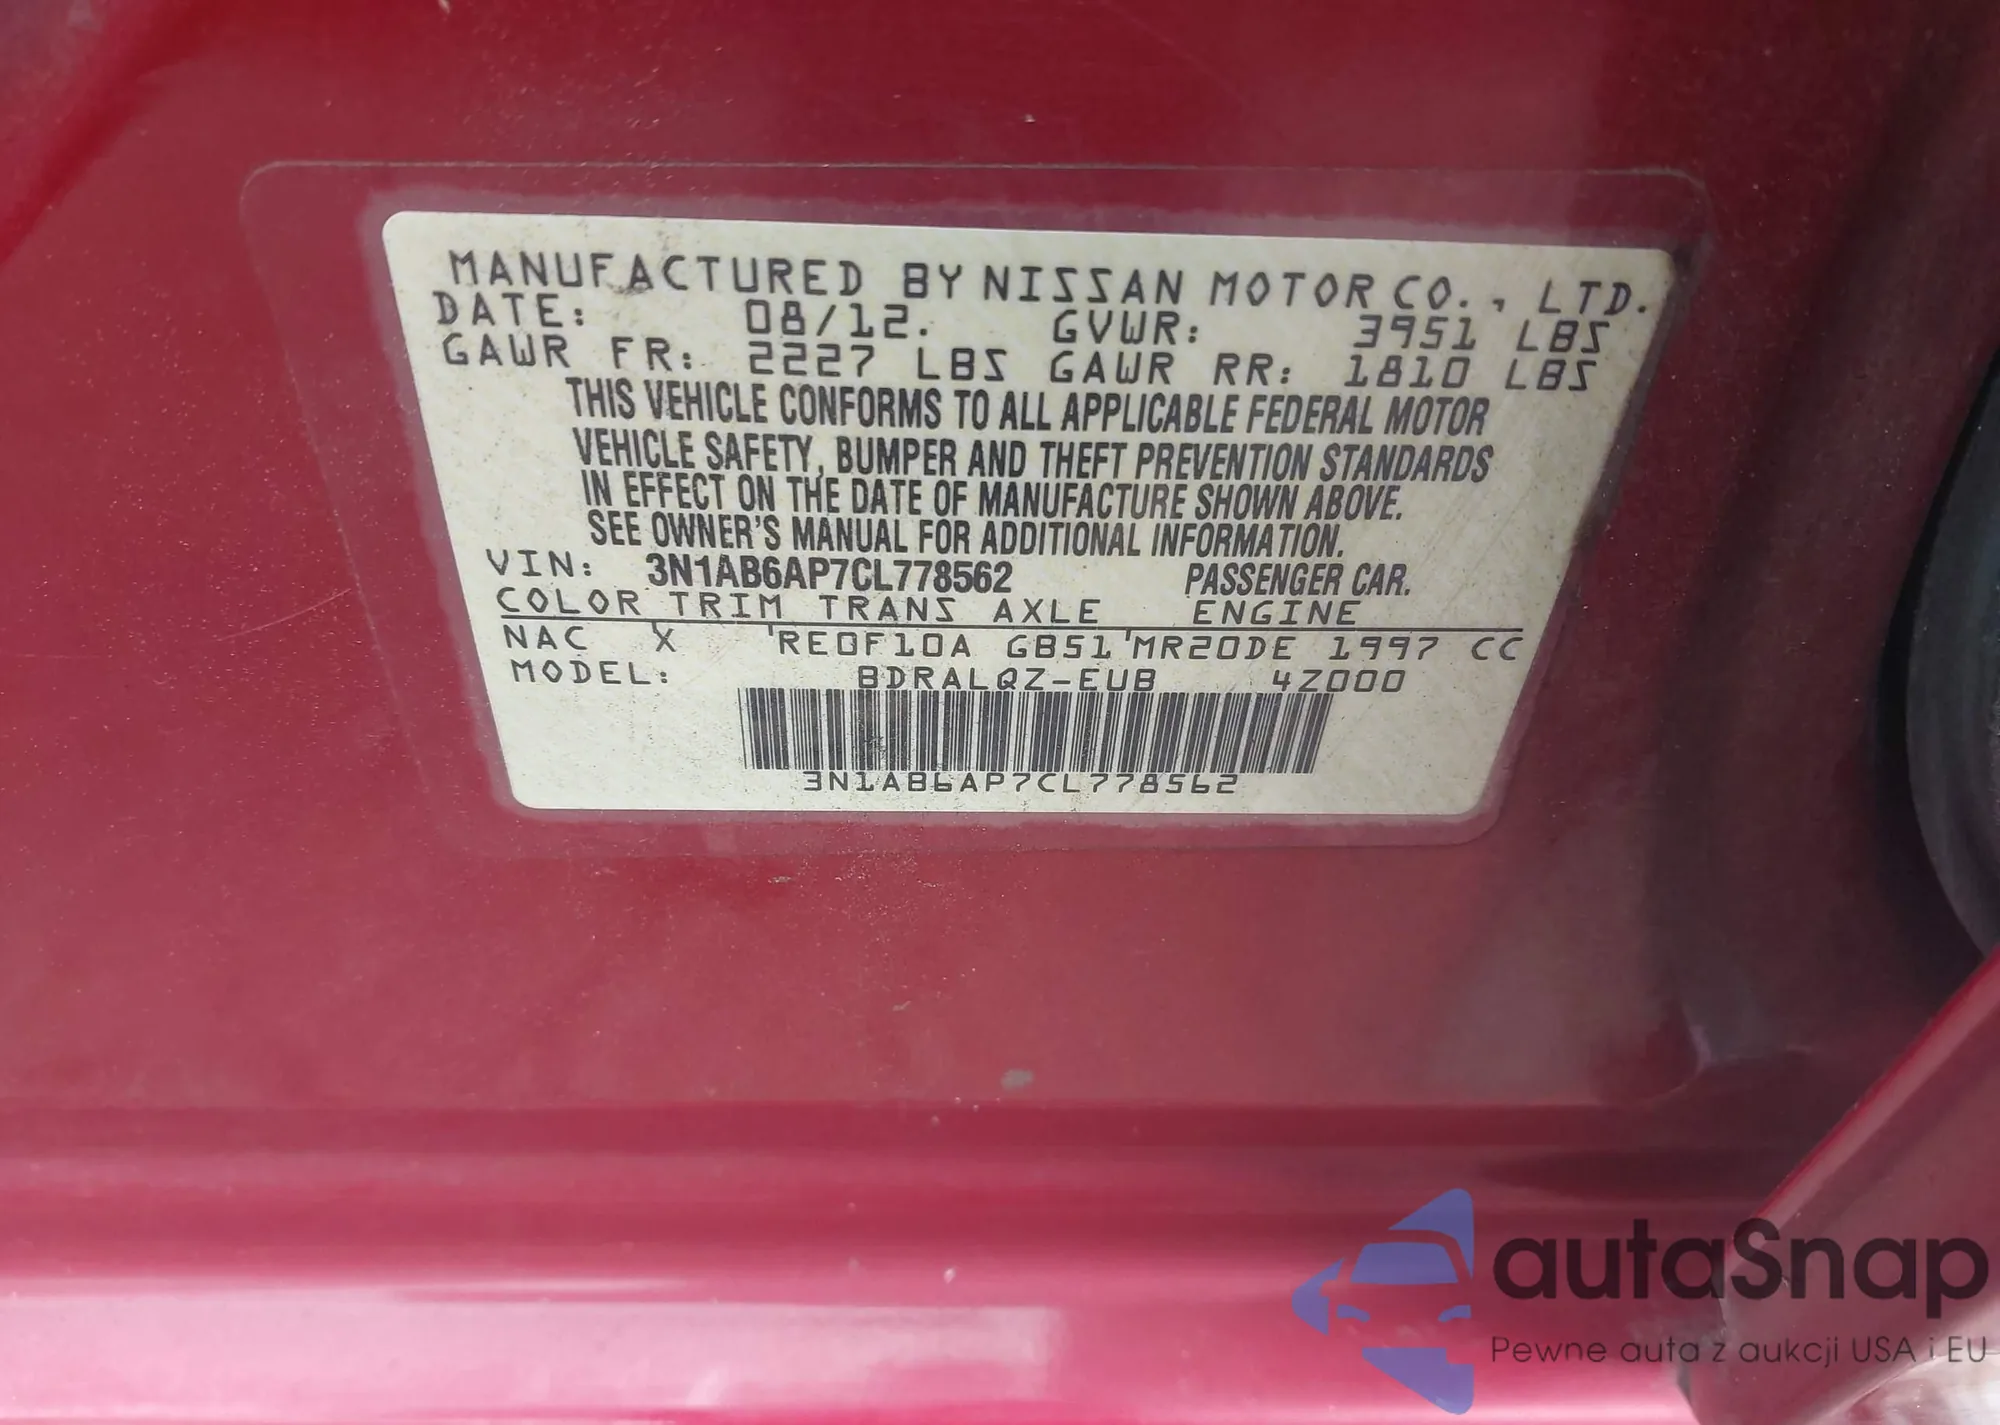 MANUFACTURED BY NISSAN MOTOR CO., LTD.
DATE: 08/12. GVWR: 3951 LBS
GAWR FR: 2227 LBS GAWR RR: 1810 LBS
THIS VEHICLE CONFORMS TO ALL APPLICABLE FEDERAL MOTOR
VEHICLE SAFETY, BUMPER AND THEFT PREVENTION STANDARDS
IN EFFECT ON THE DATE OF MANUFACTURE SHOWN ABOVE.
SEE OWNER'S MANUAL FOR ADDITIONAL INFORMATION.
VIN: 3N1AB6AP7CL778562 PASSENGER CAR.
COLOR TRIM TRANS AXLE ENGINE
NAC X RE0F10A GB51 MR20DE 1997 CC
MODEL: BDRALQZ-EUB 4Z000
3N1AB6AP7CL778562
autaSnap
Pewne auta z aukcji USA i EU